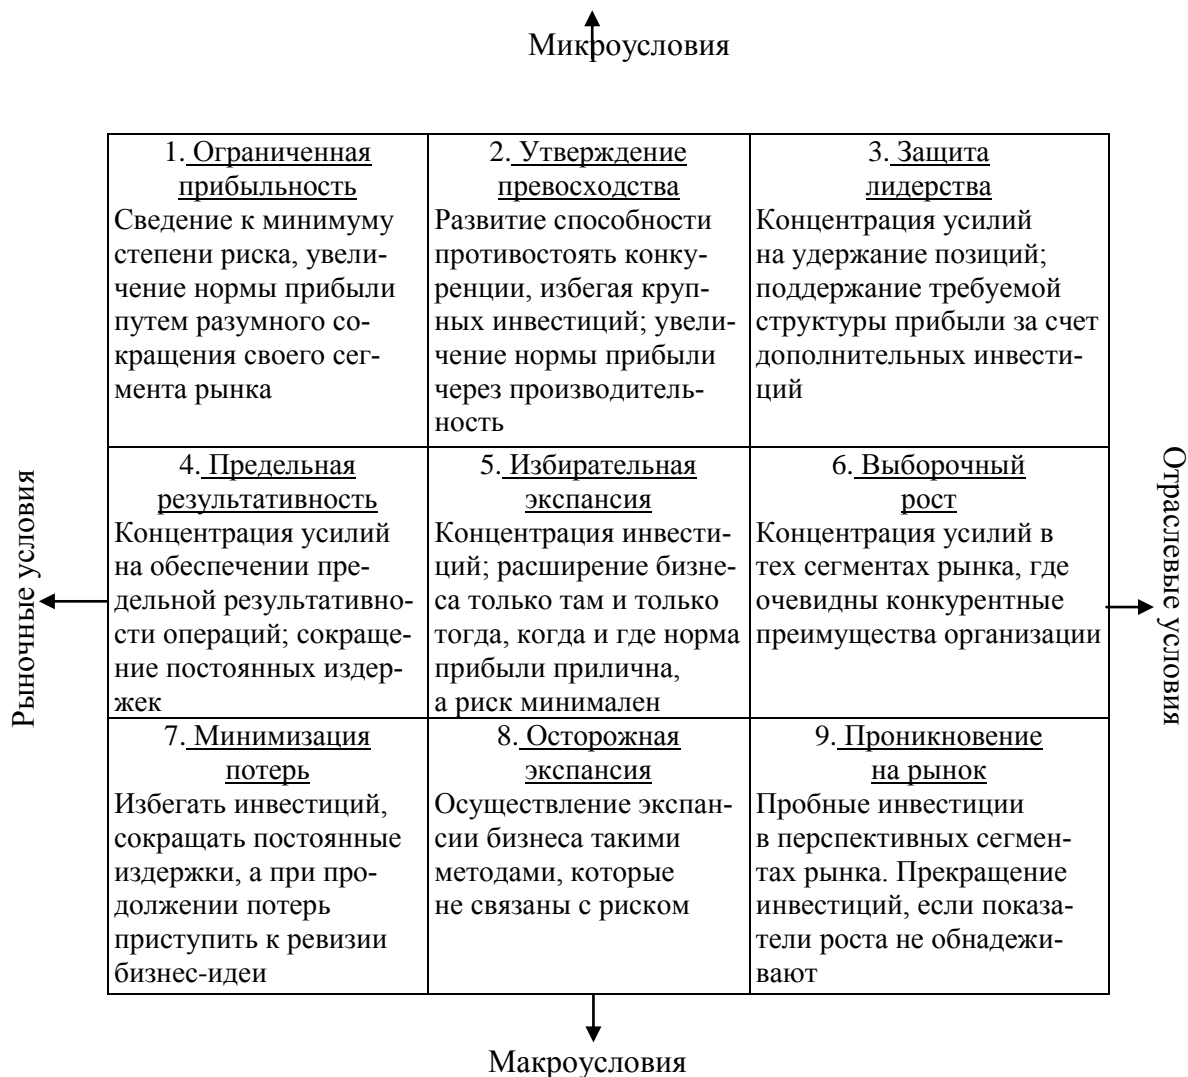 Микроусловия
1. Ограниченная
прибыльность
Сведение к минимуму
степени риска, увели-
чение нормы прибыли
путем разумного со-
кращения своего сег-
мента рынка
2. Утверждение
превосходства
Развитие способности
противостоять конку-
ренции, избегая круп-
ных инвестиций; увели-
чение нормы прибыли
через производитель-
ность
3. Защита
лидерства
Концентрация усилий
на удержание позиций;
поддержание требуемой
структуры прибыли за счет
дополнительных инвести-
ций
Рыночные условия
4. Предельная
результативность
Концентрация усилий
на обеспечении пре-
дельной результативно-
сти операций; сокраще-
ние постоянных издер-
жек
5. Избирательная
экспансия
Концентрация инвести-
ций; расширение бизне-
са только там и только
тогда, когда и где норма
прибыли прилична,
а риск минимален
6. Выборочный
рост
Концентрация усилий в
тех сегментах рынка, где
очевидны конкурентные
преимущества организации
Отраслевые условия
7. Минимизация
потерь
Избегать инвестиций,
сокращать постоянные
издержки, а при про-
должении потерь
приступить к ревизии
бизнес-идеи
8. Осторожная
экспансия
Осуществление экспан-
сии бизнеса такими
методами, которые
не связаны с риском
9. Проникновение
на рынок
Пробные инвестиции
в перспективных сегмен-
тах рынка. Прекращение
инвестиций, если показа-
тели роста не обнадежи-
вают
Макроусловия